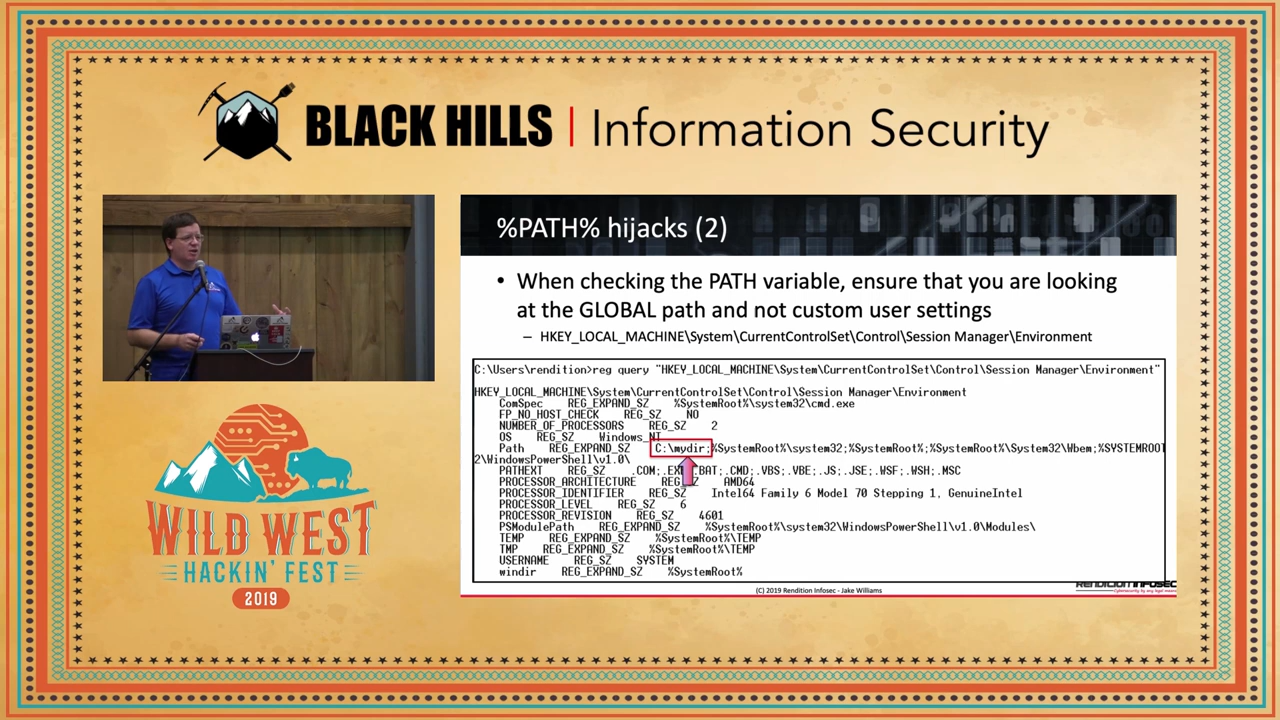 BLACK HILLS | Information Security
%PATH% hijacks (2)
• When checking the PATH variable, ensure that you are looking
at the GLOBAL path and not custom user settings
– HKEY_LOCAL_MACHINE\System\CurrentControlSet\Control\Session Manager\Environment
C:\Users\rendition>reg query "HKEY_LOCAL_MACHINE\System\CurrentControlSet\Control\Session Manager\Environment"
HKEY_LOCAL_MACHINE\System\CurrentControlSet\Control\Session Manager\Environment
ComSpec REG_EXPAND_SZ %SystemRoot%\system32\cmd.exe
FP_NO_HOST_CHECK REG_SZ NO
NUMBER_OF_PROCESSORS REG_SZ 2
OS REG_SZ Windows_NT
Path REG_EXPAND_SZ C:\mydir;%SystemRoot%\system32;%SystemRoot%;%SystemRoot%\System32\Wbem;%SYSTEMROOT
2\WindowsPowerShell\v1.0\
PATHEXT REG_SZ .COM;.EXE;.BAT;.CMD;.VBS;.VBE;.JS;.JSE;.WSF;.WSH;.MSC
PROCESSOR_ARCHITECTURE REG_SZ AMD64
PROCESSOR_IDENTIFIER REG_SZ Intel64 Family 6 Model 70 Stepping 1, GenuineIntel
PROCESSOR_LEVEL REG_SZ 6
PROCESSOR_REVISION REG_SZ 4601
PSModulePath REG_EXPAND_SZ %SystemRoot%\system32\WindowsPowerShell\v1.0\Modules\
TEMP REG_EXPAND_SZ %SystemRoot%\TEMP
TMP REG_EXPAND_SZ %SystemRoot%\TEMP
USERNAME REG_SZ SYSTEM
windir REG_EXPAND_SZ %SystemRoot%
(C) 2019 Rendition Infosec - Jake Williams
RENDITION INFOSEC
WILD WEST
HACKIN' FEST
2019